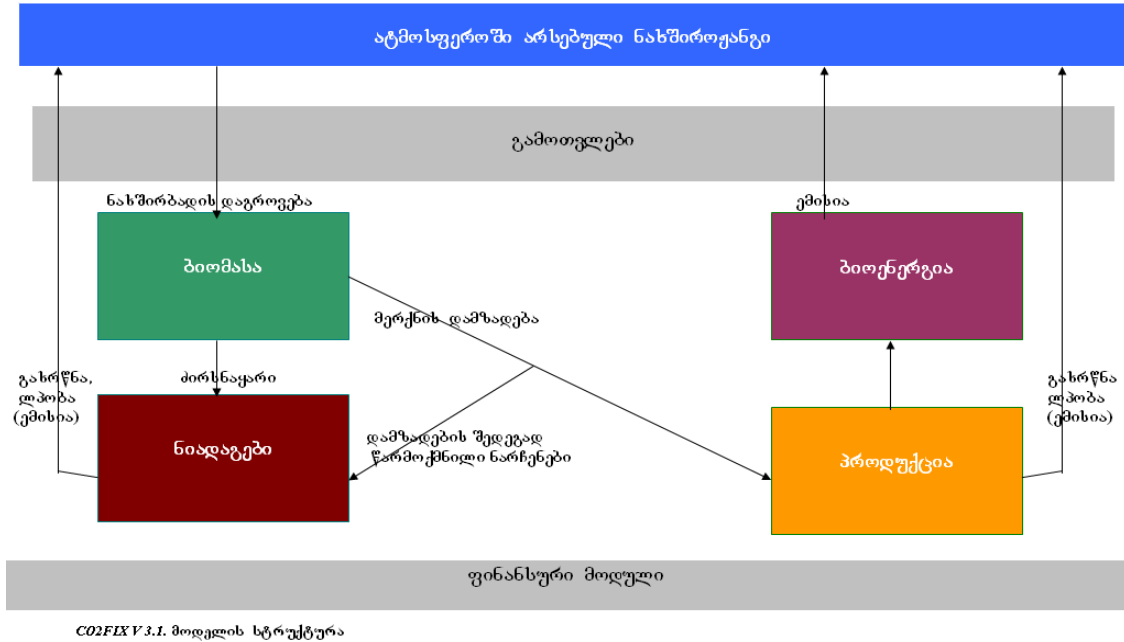 ატმოსფეროში არსებული ნახშიროჟანგი
გამოთვლები
ნახშირბადის დაგროვება
ემისია
ბიომასა
ბიოენერგია
მერქნის დამზადება
გახრწნა,
ლპობა
(ემისია)
ძირსნაყარი
გახრწნა
ლპობა
(ემისია)
ნიადაგები
დამზადების შედეგად
წარმოქმნილი ნარჩენები
პროდუქცია
ფინანსური მოდული
CO2FIX V 3.1. მოდელის სტრუქტურა